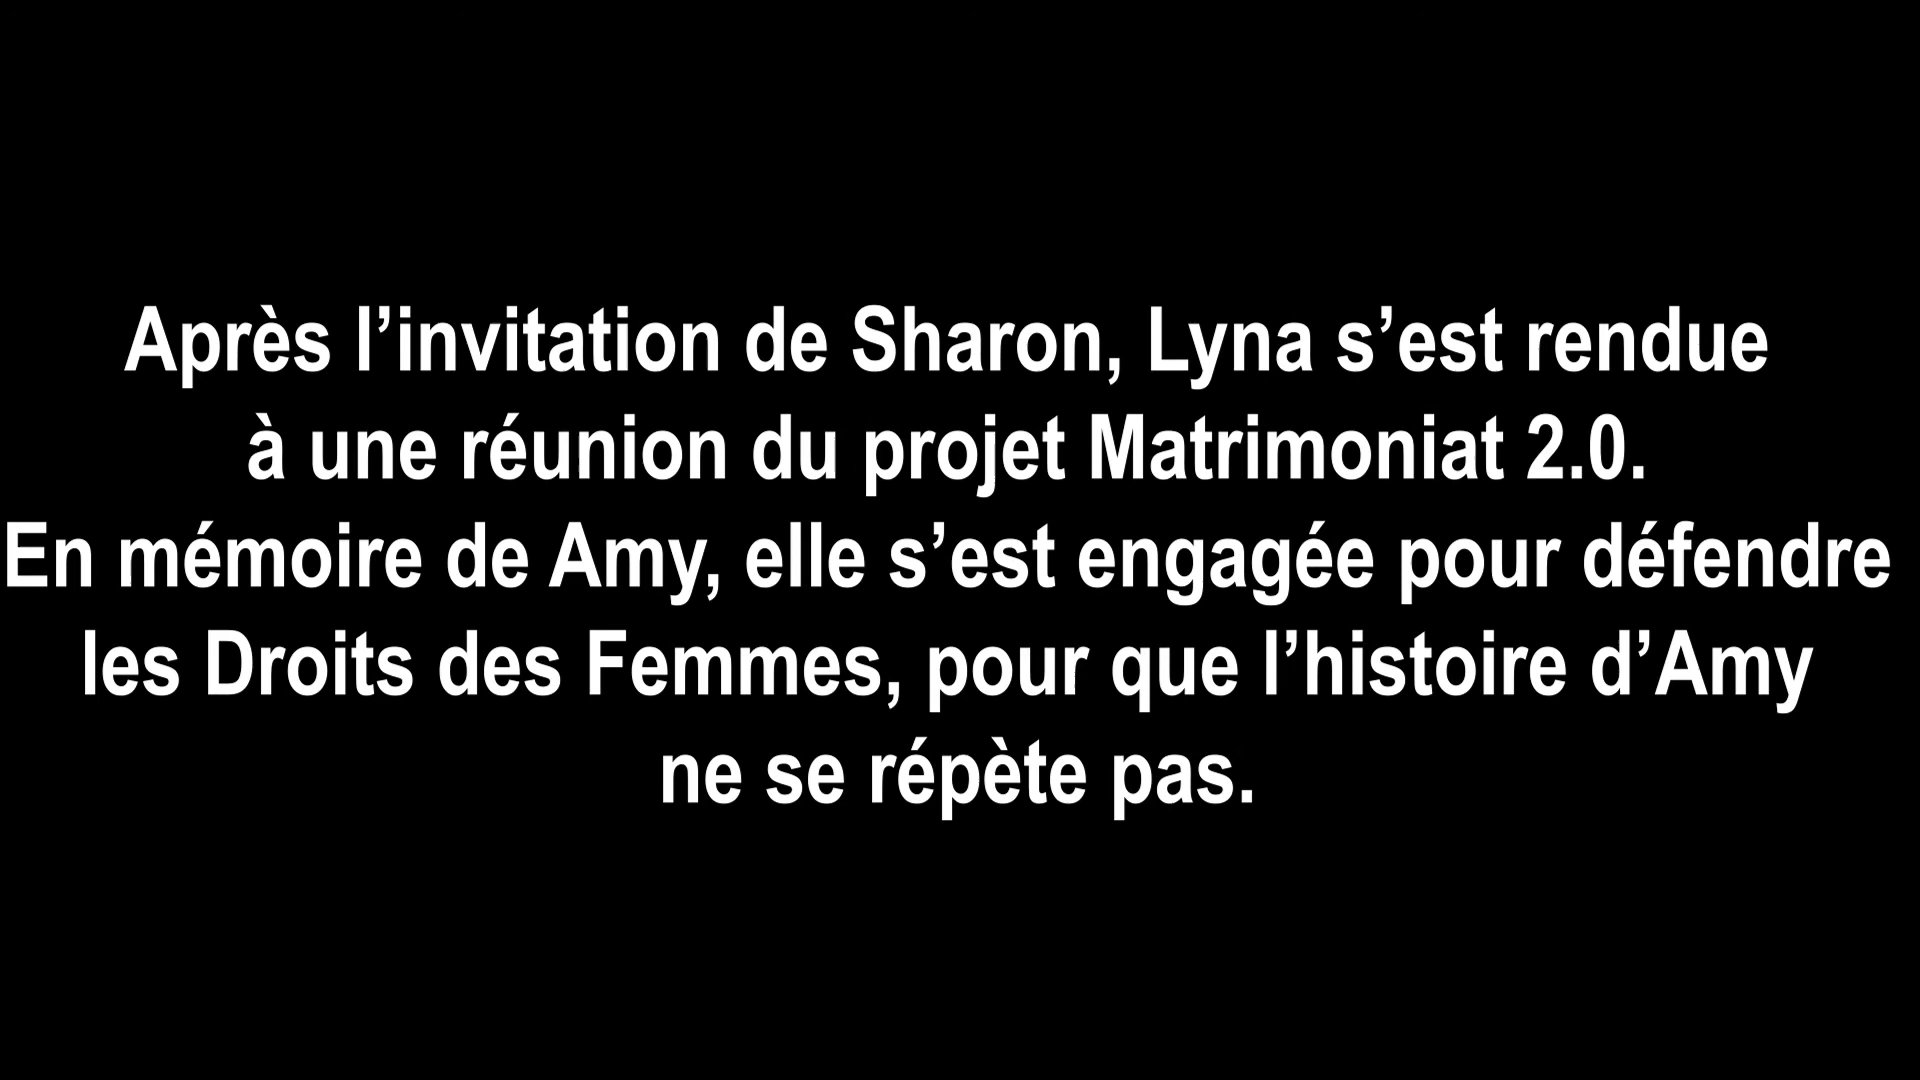 Après l’invitation de Sharon, Lyna s’est rendue
à une réunion du projet Matrimoniat 2.0.
En mémoire de Amy, elle s’est engagée pour défendre
les Droits des Femmes, pour que l’histoire d’Amy
ne se répète pas.